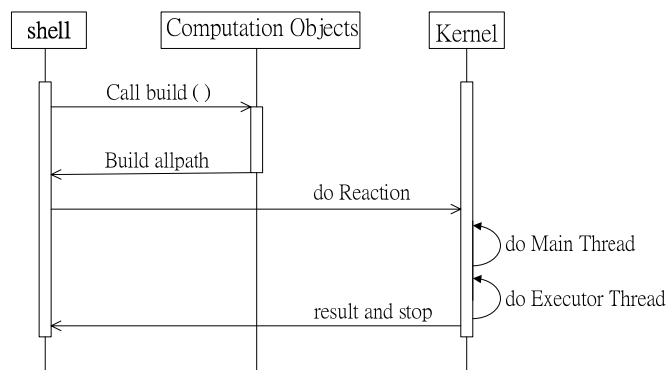 shell
Computation Objects
Kernel
Call build ( )
Build allpath
do Reaction
do Main Thread
do Executor Thread
result and stop